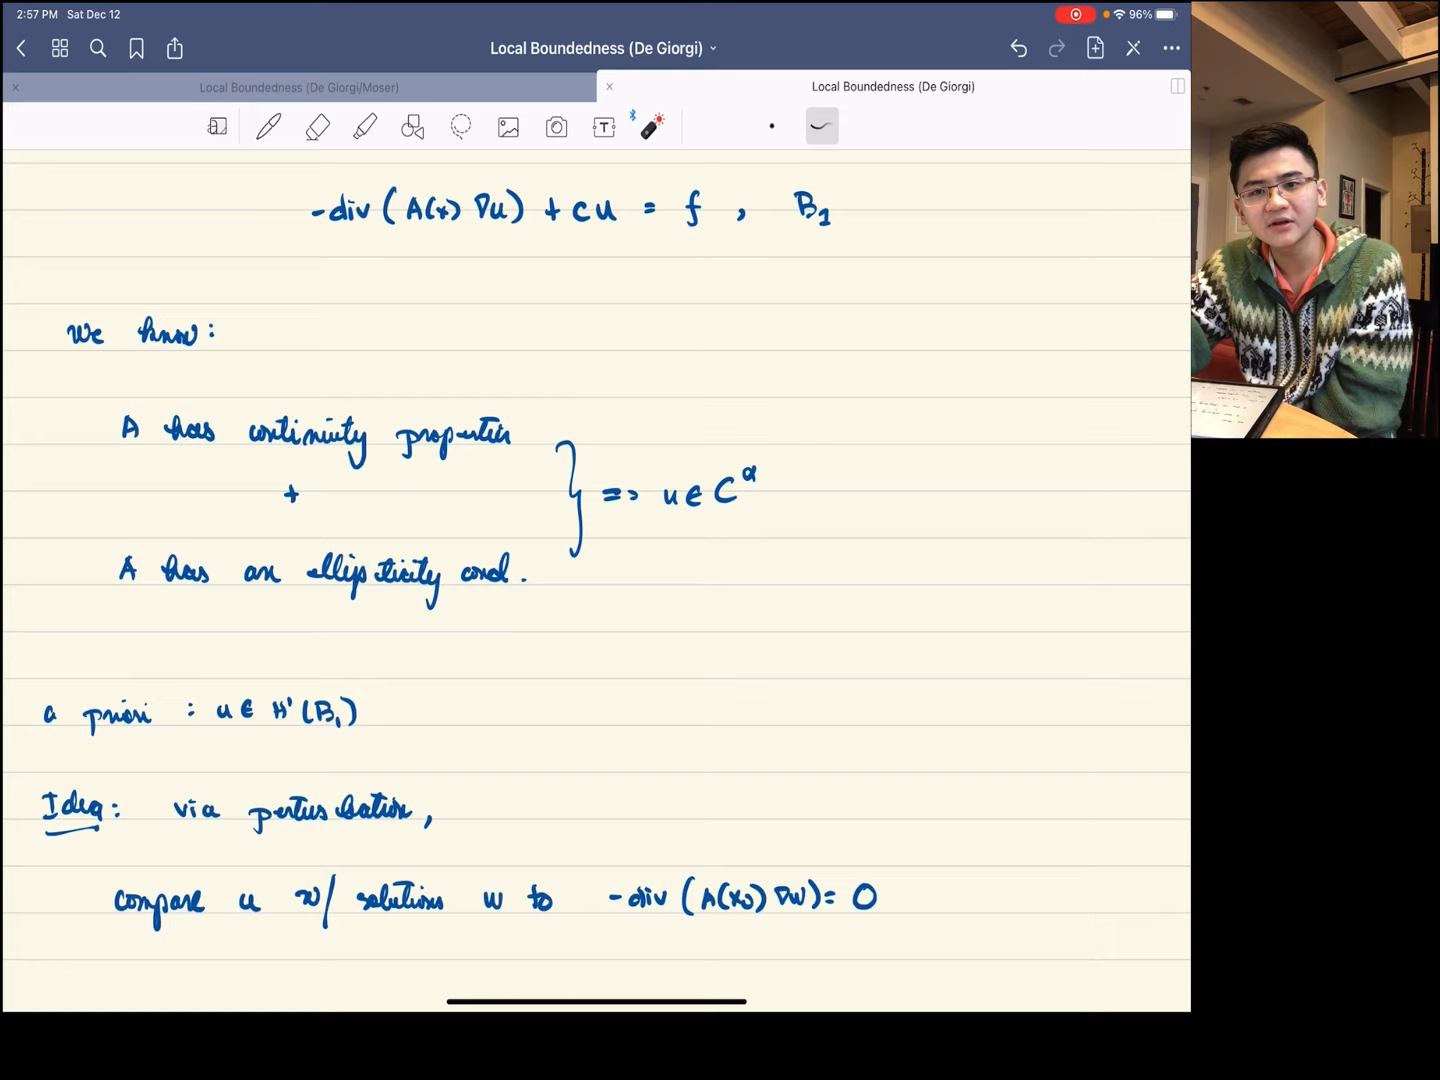 2:57 PM Sat Dec 12
96%
Local Boundedness (De Giorgi)
Local Boundedness (De Giorgi/Moser)
Local Boundedness (De Giorgi)
-div (A(x) ∇u) + cu = f , B₁
We know:
A has continuity properties
+
} => u ∈ C^α
A has an ellipticity cond.
a priori : u ∈ H¹(B₁)
Idea: via perturbation,
compare u w/ solutions w to -div (A(x₀) ∇w) = 0